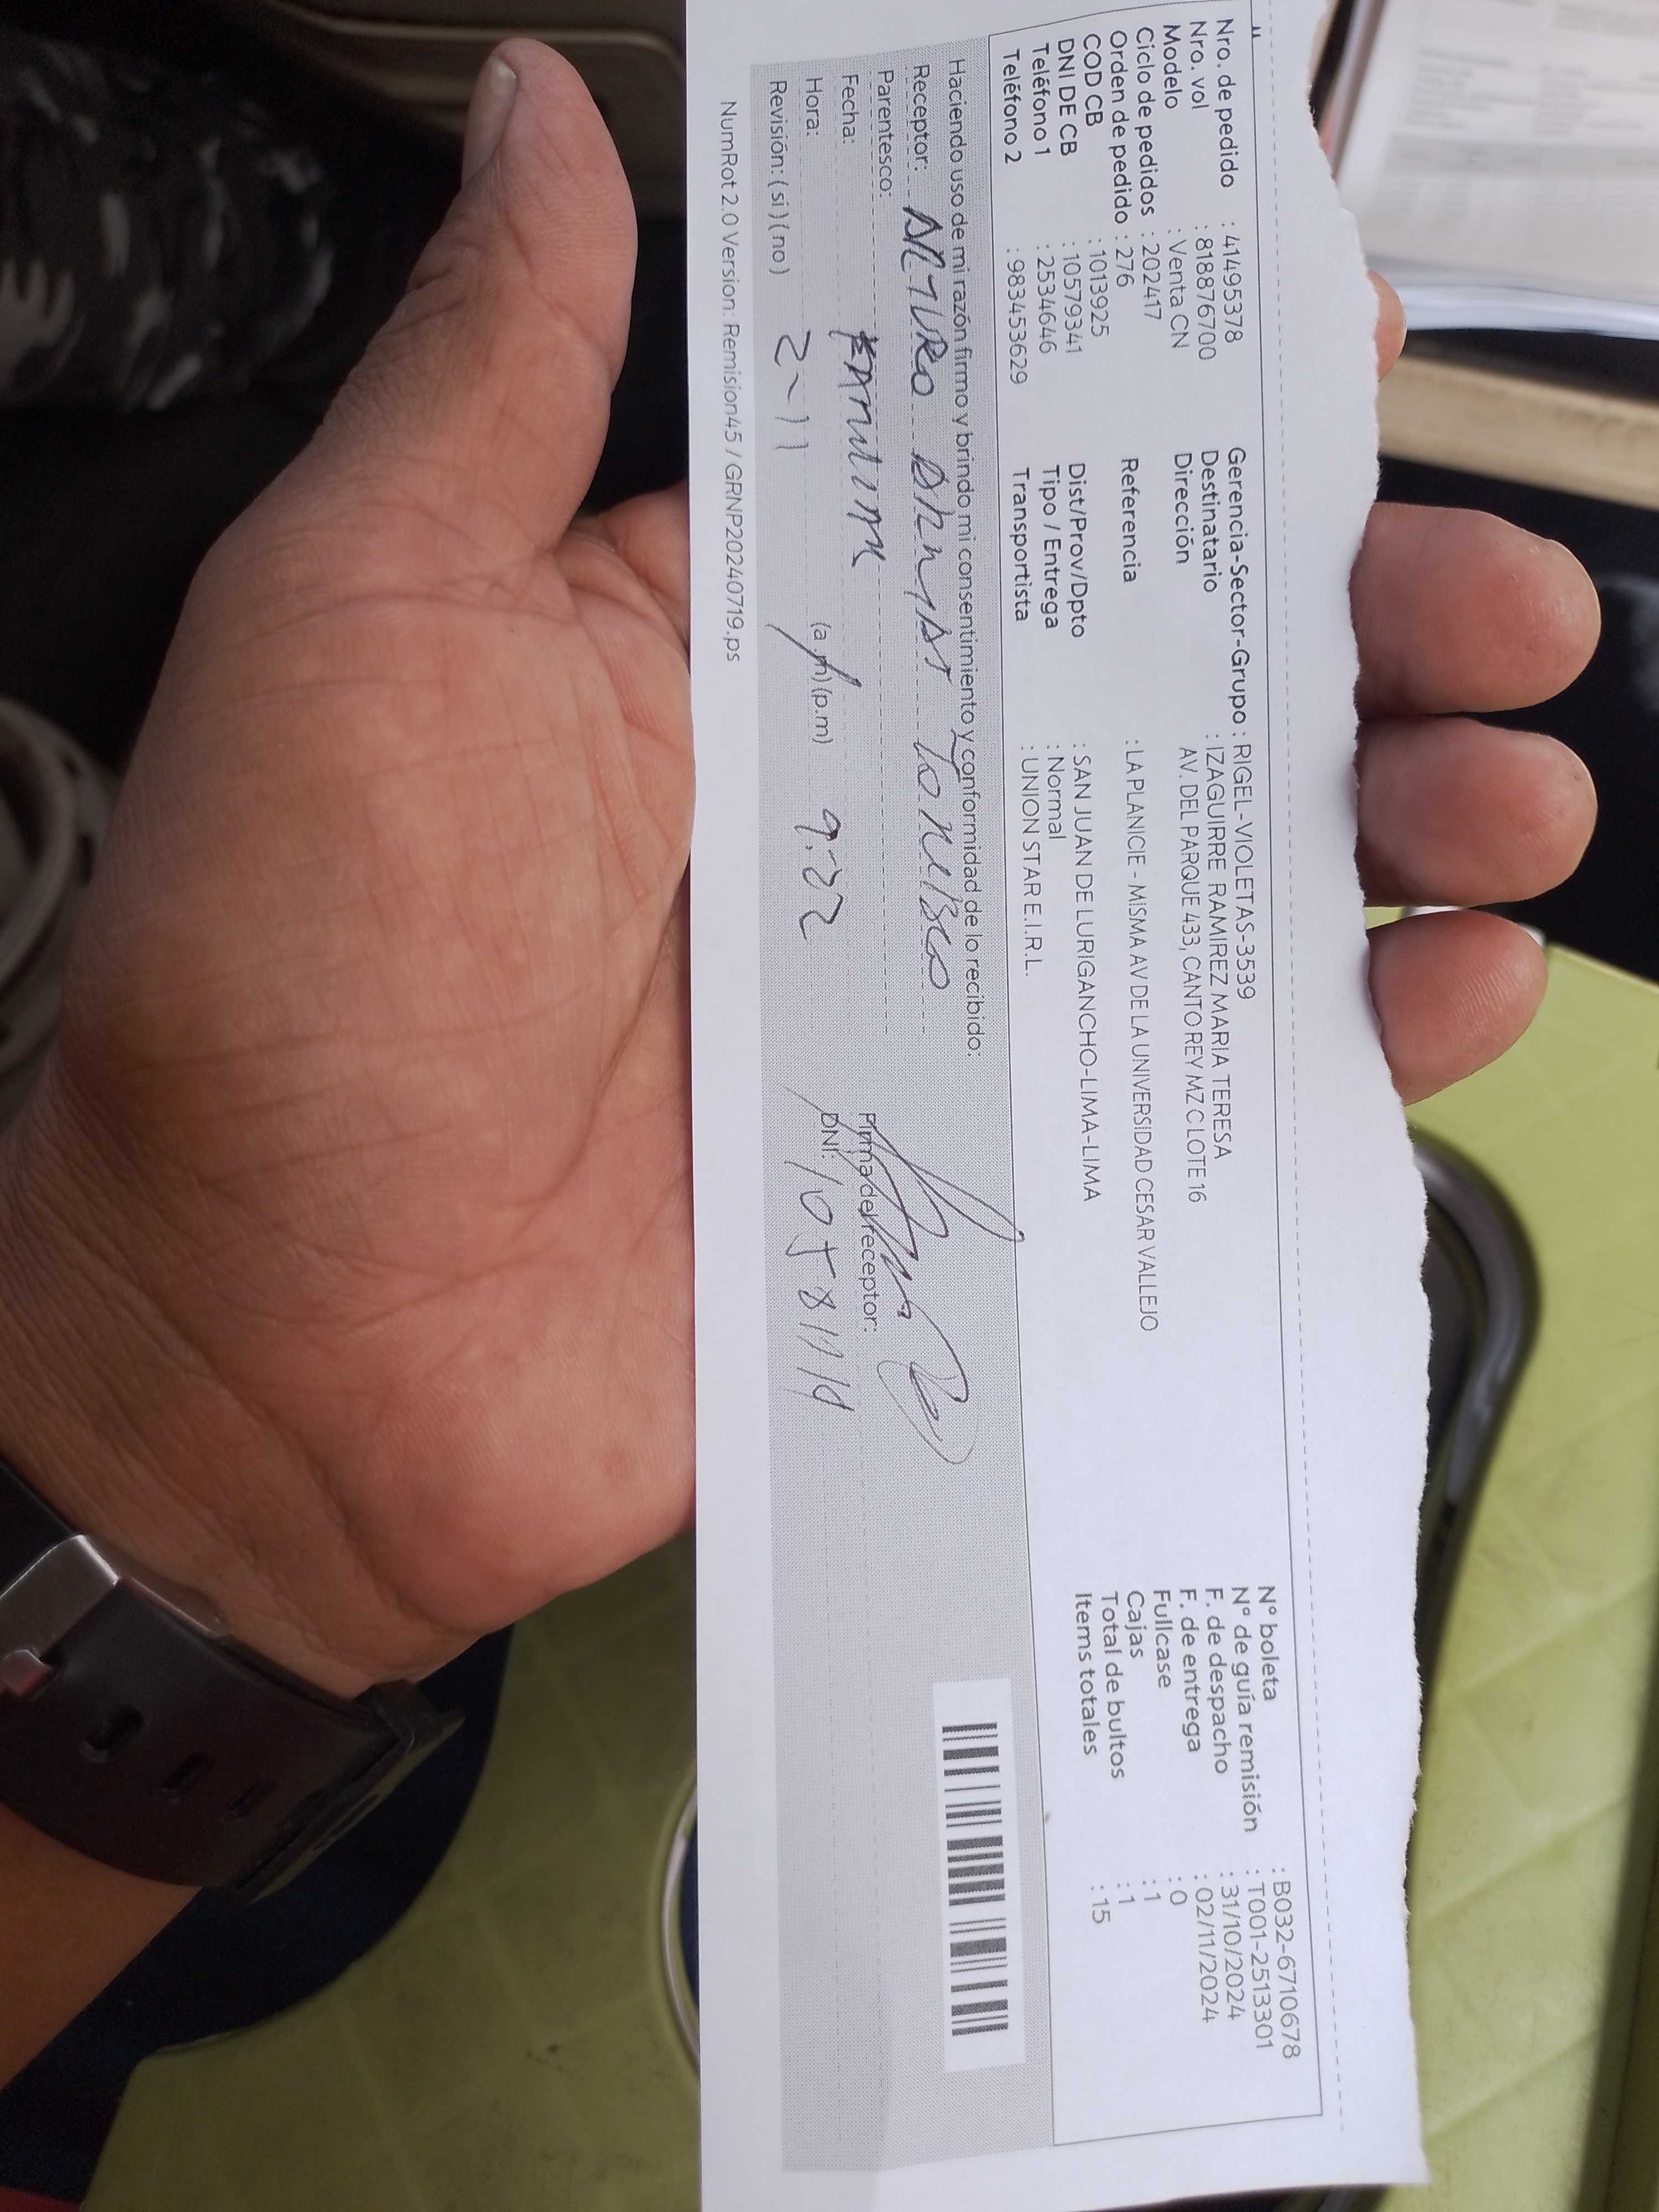 Nro. de pedido : 41495378
Nro. vol : 818876700
Modelo : Venta CN
Ciclo de pedidos : 202417
Orden de pedido : 276
COD CB : 1013925
DNI DE CB : 10579341
Teléfono 1 : 2534646
Teléfono 2 : 983453629
Gerencia-Sector-Grupo : RIGEL-VIOLETAS-3539
Destinatario : IZAGUIRRE RAMIREZ MARIA TERESA
Dirección AV. DEL PARQUE 433, CANTO REY MZ C LOTE 16
Referencia : LA PLANICIE - MISMA AV DE LA UNIVERSIDAD CESAR VALLEJO
Dist/Prov/Dpto : SAN JUAN DE LURIGANCHO-LIMA-LIMA
Tipo / Entrega : Normal
Transportista : UNION STAR E.I.R.L.
N° boleta : B032-6710678
N° de guía remisión : T001-2513301
F. de despacho : 31/10/2024
F. de entrega : 02/11/2024
Fullcase : 0
Cajas : 1
Total de bultos : 1
Items totales : 15
Haciendo uso de mi razón firmo y brindo mi consentimiento y conformidad de lo recibido:
Receptor: ARTURO
Parentesco:
Fecha: 2-11
Hora: (a.m) (p.m) 9:22
Revisión: (si) (no)
Firma del receptor:
DNI:
NumRot 2.0 Version: Remision45 / GRNP20240719.ps